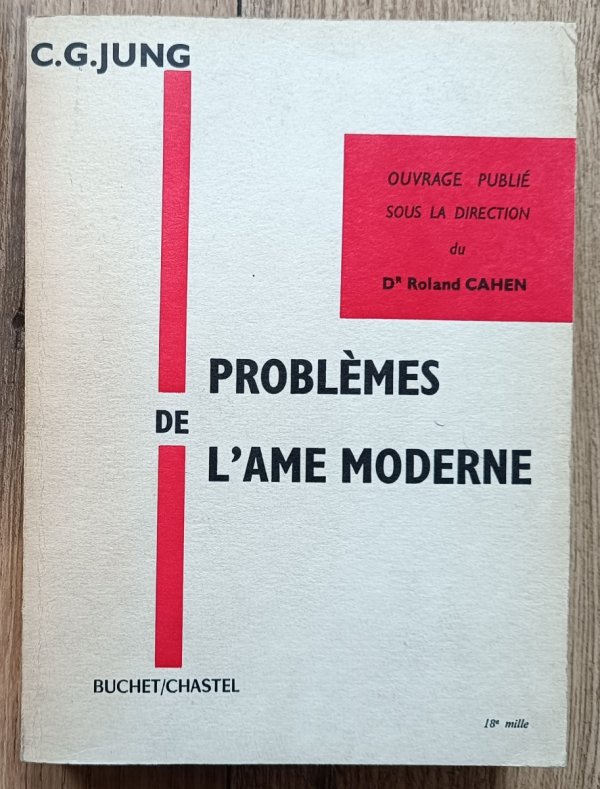 C.G.JUNG
OUVRAGE PUBLIÉ
SOUS LA DIRECTION
du
Dᴿ Roland CAHEN
PROBLÈMES
DE
L'AME MODERNE
BUCHET/CHASTEL
18ᵉ mille